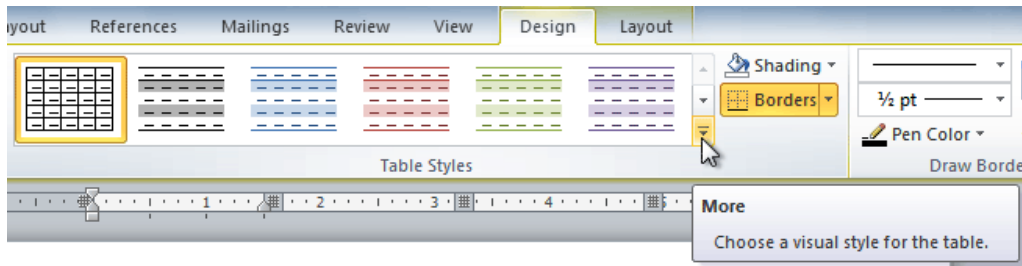 yout References Mailings Review View Design Layout
Shading
Borders
½ pt
Pen Color
Table Styles
Draw Borde
1 2 3 4
More
Choose a visual style for the table.